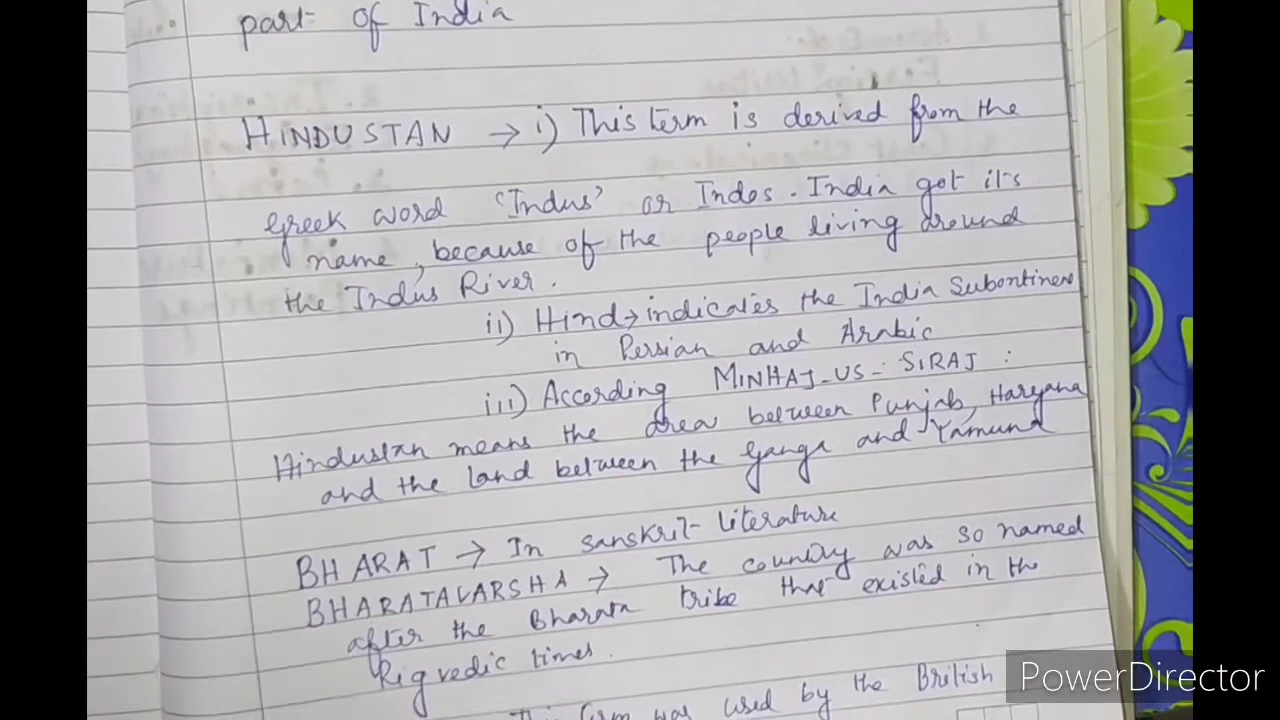 part of India
HINDUSTAN → i) This term is derived from the
Greek word 'Indus' or Indos. India got it's
name, because of the people living around
the Indus River.
ii) Hind → indicates the India Subontinent
in Persian and Arabic
iii) According MINHAJ-US-SIRAJ :
Hindustan means the area between Punjab, Haryana
and the land between the Ganga and Yamuna
BHARAT → In sanskrit literature
BHARATAVARSHA → The country was so named
after the Bharata tribe that existed in the
Rigvedic times.
This term was used by the British
PowerDirector